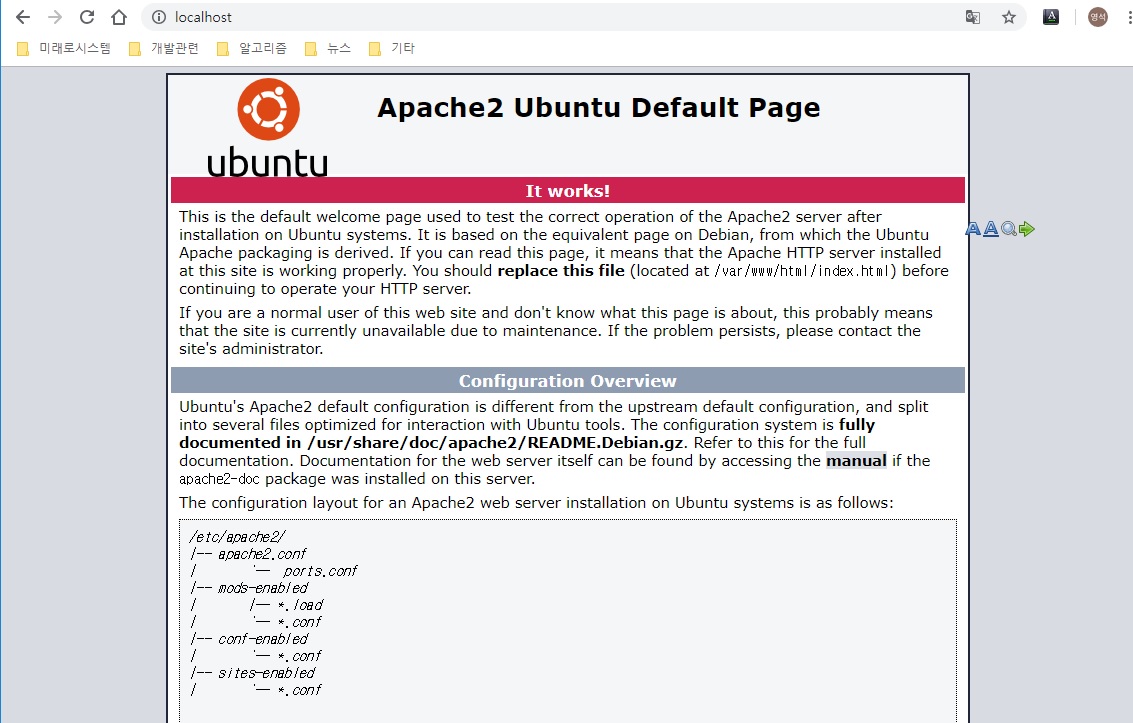 localhost
영석
미래로시스템 개발관련 알고리즘 뉴스 기타
ubuntu
Apache2 Ubuntu Default Page
It works!
This is the default welcome page used to test the correct operation of the Apache2 server after
installation on Ubuntu systems. It is based on the equivalent page on Debian, from which the Ubuntu
Apache packaging is derived. If you can read this page, it means that the Apache HTTP server installed
at this site is working properly. You should replace this file (located at /var/www/html/index.html) before
continuing to operate your HTTP server.
If you are a normal user of this web site and don't know what this page is about, this probably means
that the site is currently unavailable due to maintenance. If the problem persists, please contact the
site's administrator.
Configuration Overview
Ubuntu's Apache2 default configuration is different from the upstream default configuration, and split
into several files optimized for interaction with Ubuntu tools. The configuration system is fully
documented in /usr/share/doc/apache2/README.Debian.gz. Refer to this for the full
documentation. Documentation for the web server itself can be found by accessing the manual if the
apache2-doc package was installed on this server.
The configuration layout for an Apache2 web server installation on Ubuntu systems is as follows:
/etc/apache2/
|-- apache2.conf
|       `--  ports.conf
|-- mods-enabled
|       |-- *.load
|       `-- *.conf
|-- conf-enabled
|       `-- *.conf
|-- sites-enabled
|       `-- *.conf